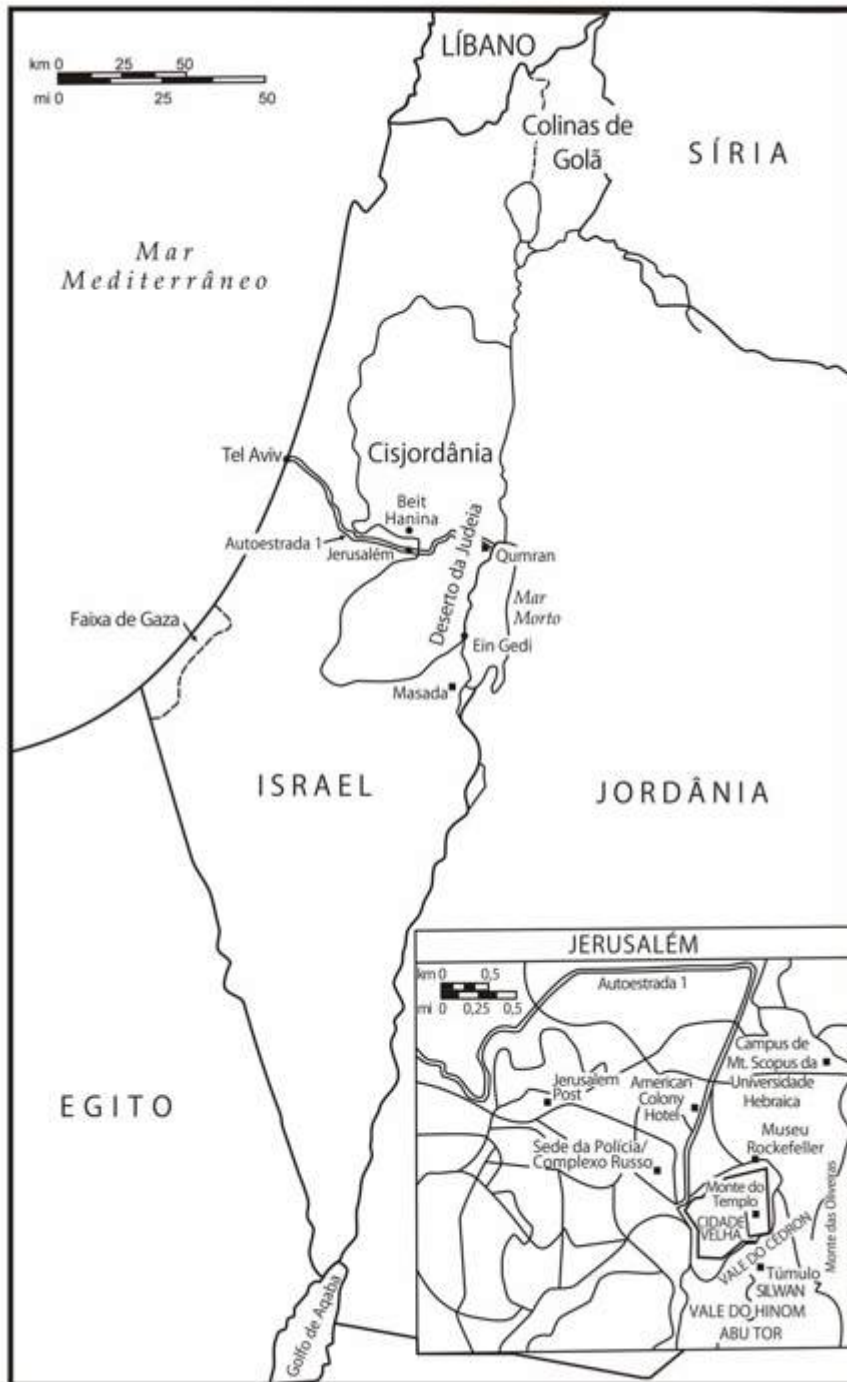 LÍBANO
km 0 25 50
mi 0 25 50
Colinas de
Golã
SÍRIA
Mar
Mediterrâneo
Tel Aviv
Cisjordânia
Beit
Hanina
Autoestrada 1
Jerusalém
Deserto da Judeia
Qumran
Mar
Morto
Faixa de Gaza
Ein Gedi
Masada
ISRAEL
JORDÂNIA
EGITO
Golfo de Aqaba
JERUSALÉM
km 0 0,5
mi 0 0,25 0,5
Autoestrada 1
Campus de
Mt. Scopus da
Universidade
Hebraica
Jerusalem
Post
American
Colony
Hotel
Museu
Rockefeller
Sede da Polícia/
Complexo Russo
Monte do
Templo
CIDADE
VELHA
VALE DO CÉDRON
Monte das Oliveiras
Túmulo
SILWAN
VALE DO HINOM
ABU TOR